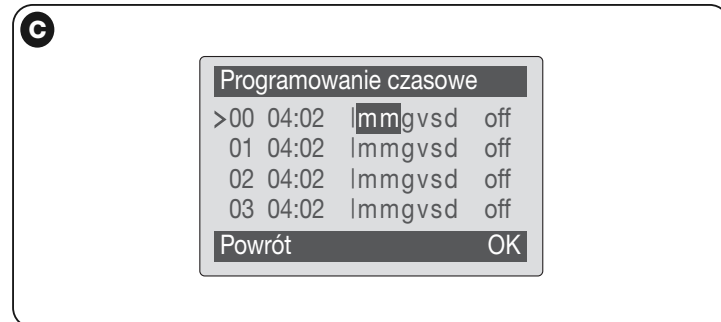 C
Programowanie czasowe
>00 04:02 lmmgvsd off
01 04:02 lmmgvsd off
02 04:02 lmmgvsd off
03 04:02 lmmgvsd off
Powrót OK